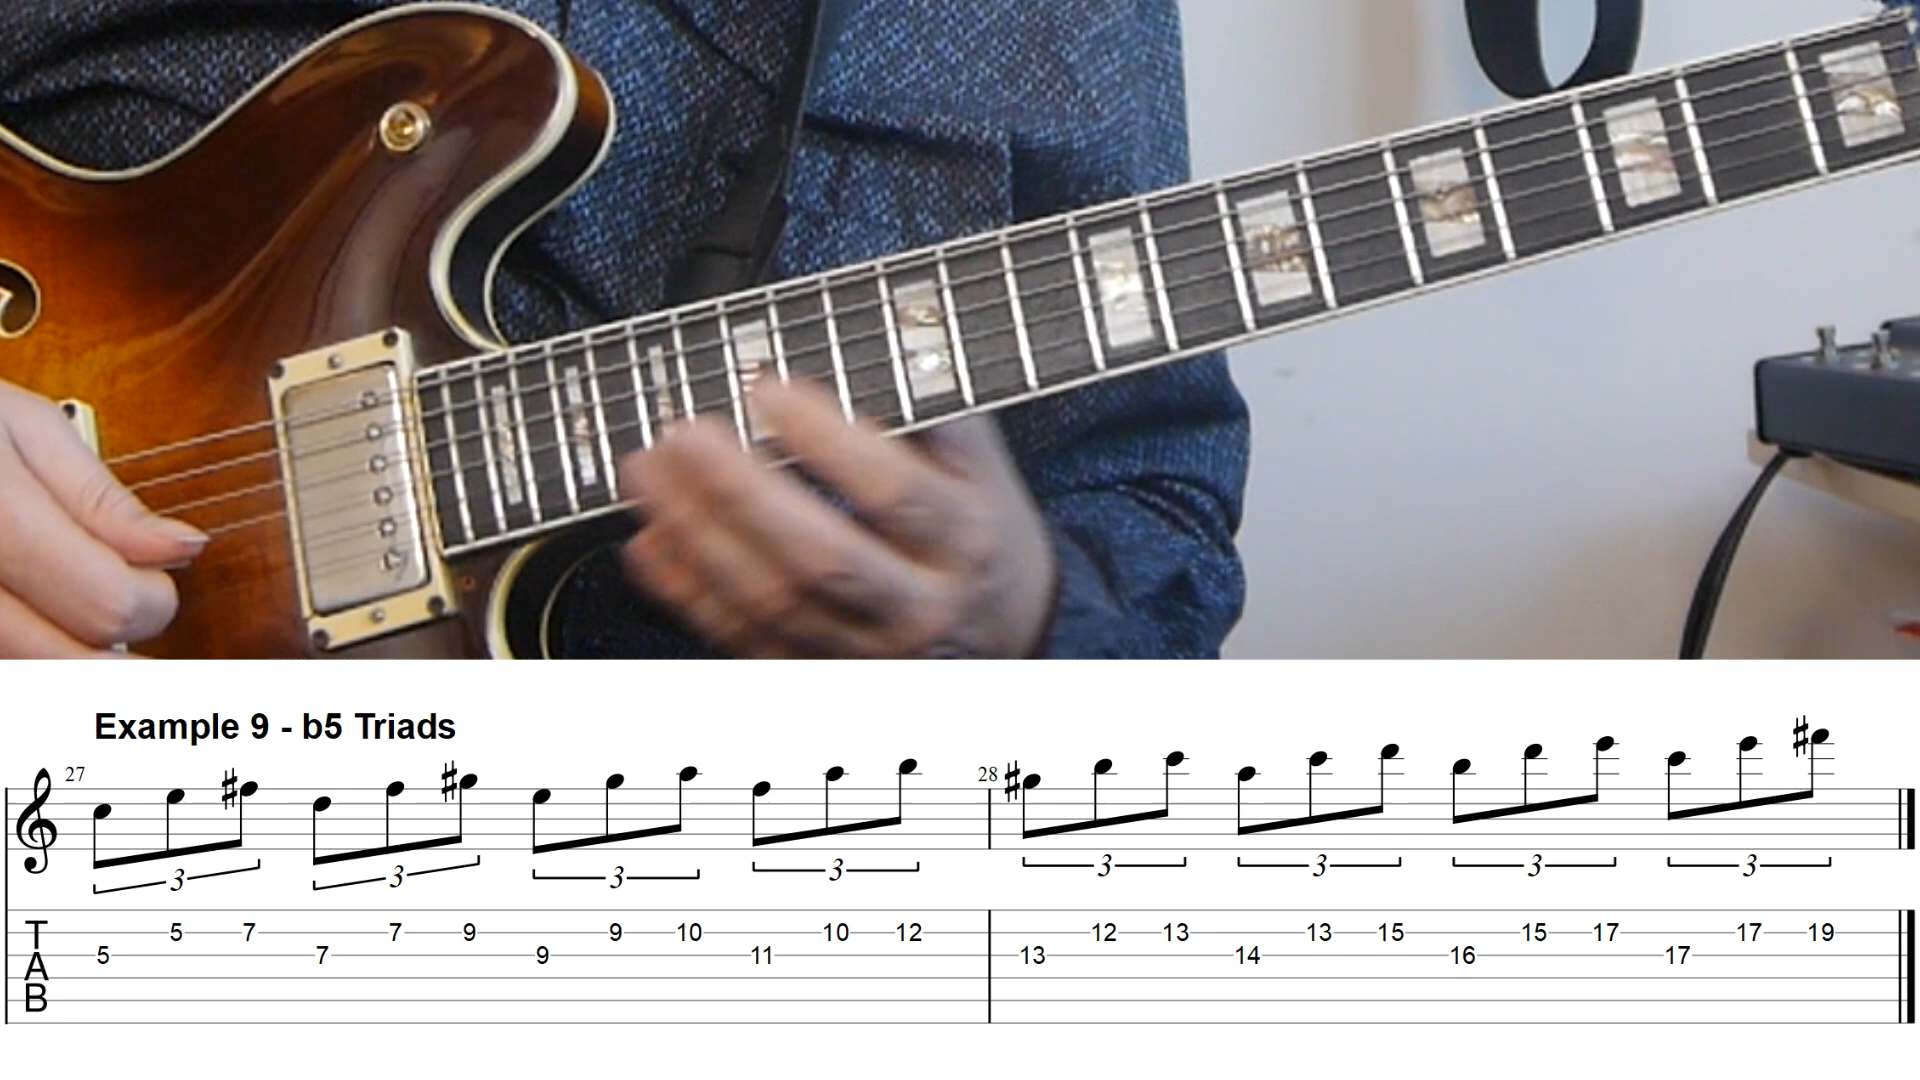 Example 9 - b5 Triads
27 28
3 3 3 3 3 3 3 3
T 5 7 7 9 9 10 10 12 12 13 13 15 15 17 17 19
A 5 7 9 11 13 14 16 17
B